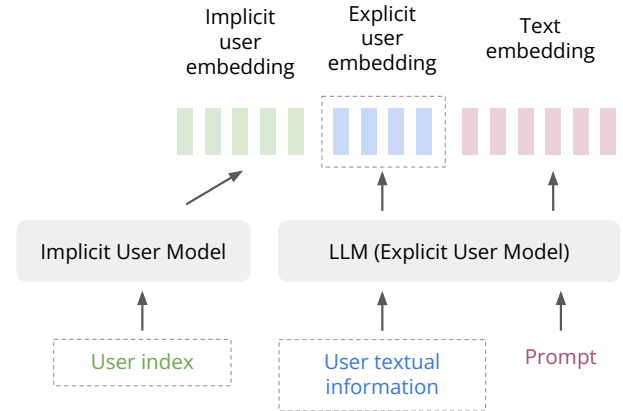 Implicit
user
embedding
Explicit
user
embedding
Text
embedding
Implicit User Model
LLM (Explicit User Model)
User index
User textual
information
Prompt